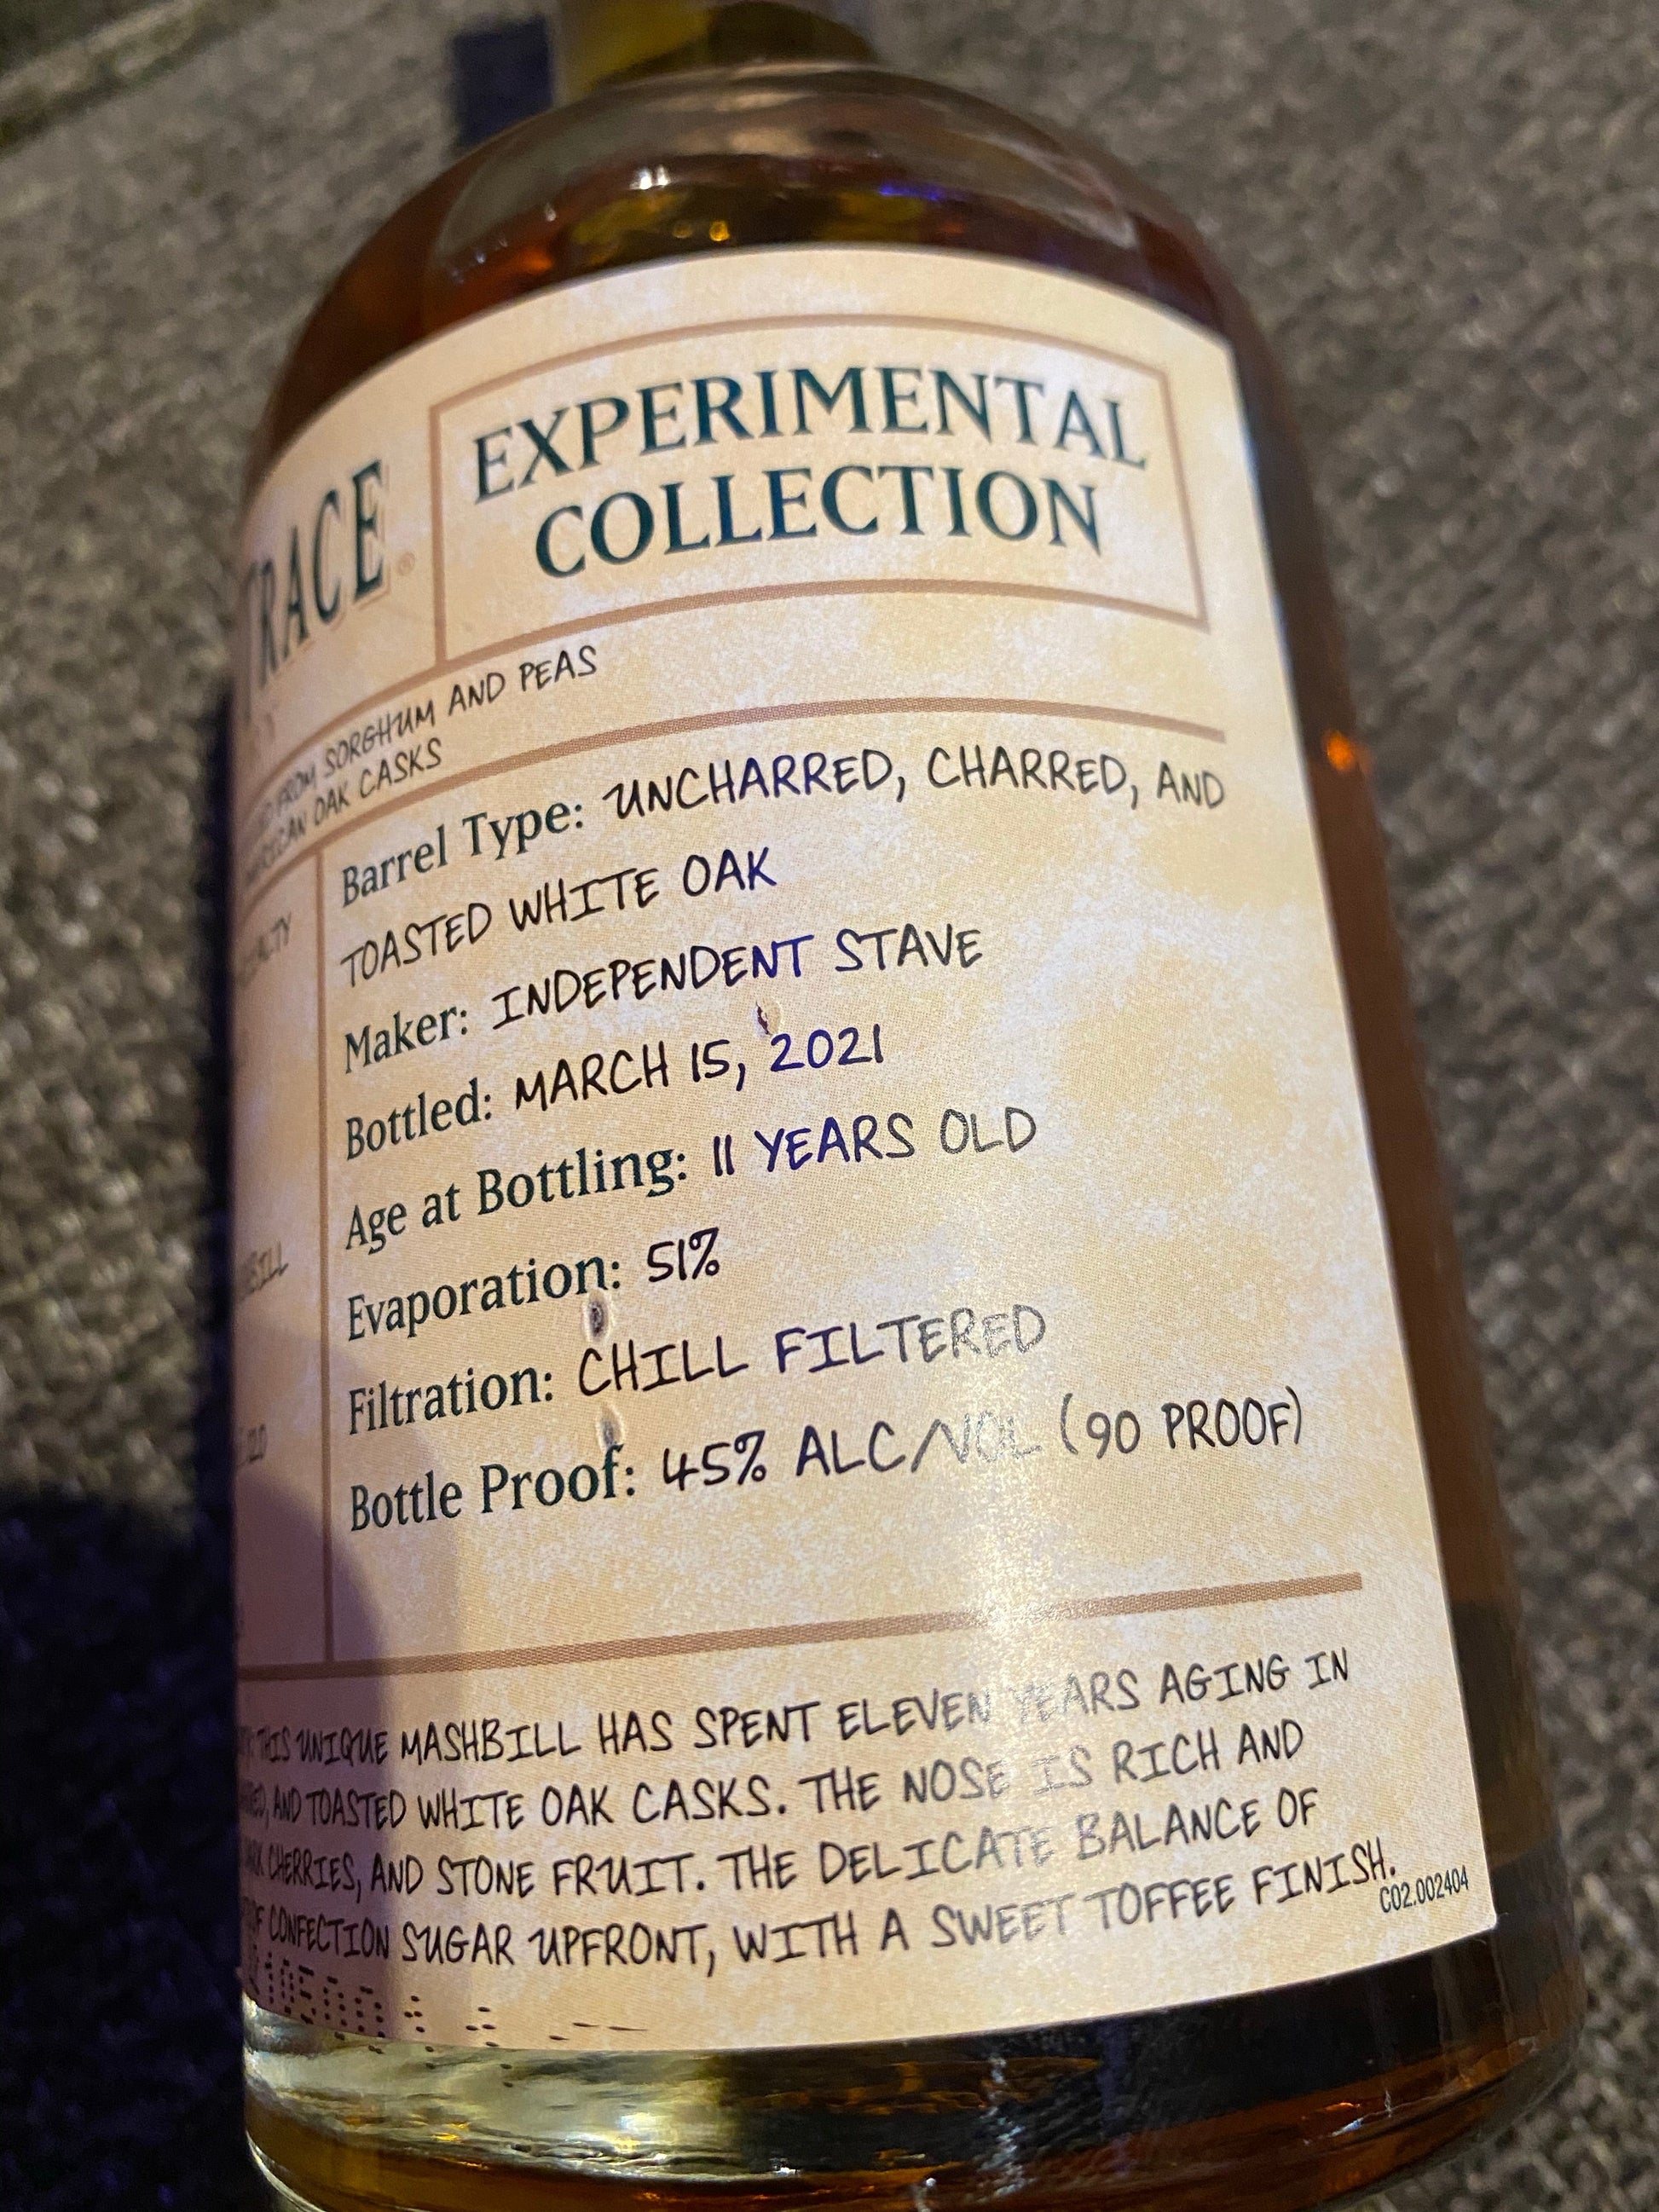 TRACE®
EXPERIMENTAL
COLLECTION
FROM SORGHUM AND PEAS
OAK CASKS
Barrel Type: UNCHARRED, CHARRED, AND
TOASTED WHITE OAK
Maker: INDEPENDENT STAVE
Bottled: MARCH 15, 2021
Age at Bottling: 11 YEARS OLD
Evaporation: 51%
Filtration: CHILL FILTERED
Bottle Proof: 45% ALC/VOL (90 PROOF)
THIS UNIQUE MASHBILL HAS SPENT ELEVEN YEARS AGING IN
AND TOASTED WHITE OAK CASKS. THE NOSE IS RICH AND
CHERRIES, AND STONE FRUIT. THE DELICATE BALANCE OF
OF CONFECTION SUGAR UPFRONT, WITH A SWEET TOFFEE FINISH.
C02.002404